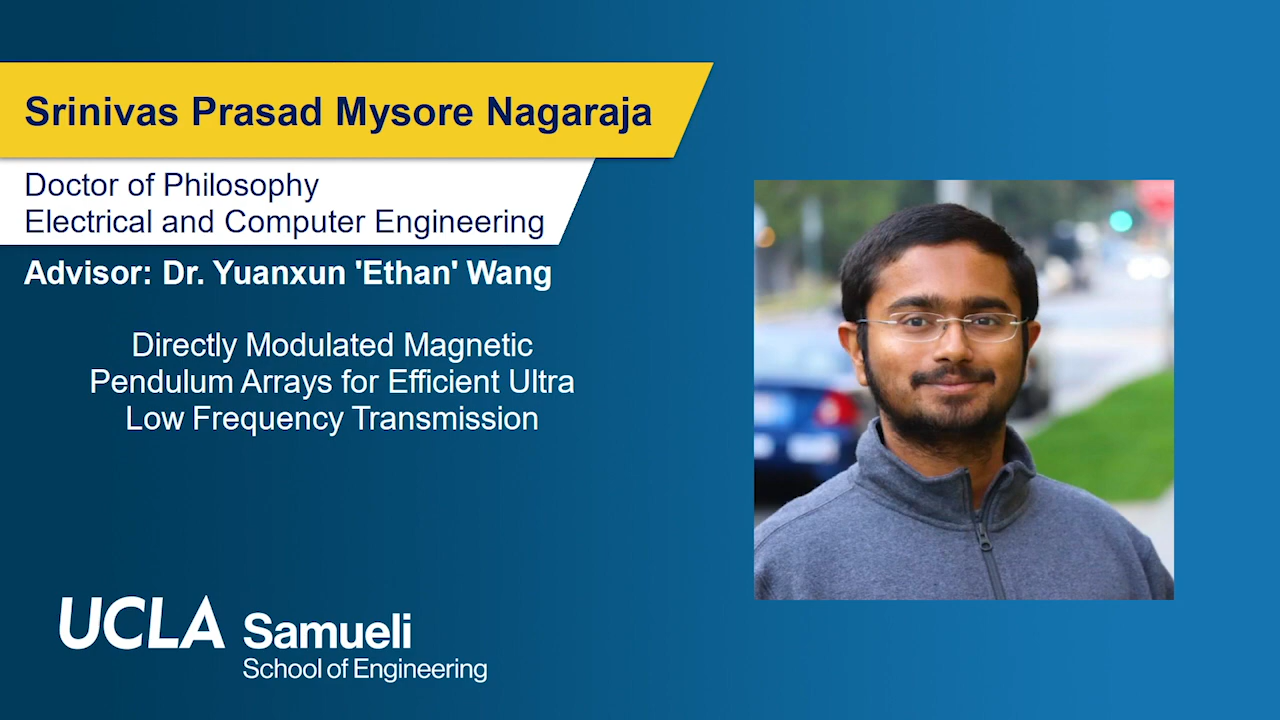 Srinivas Prasad Mysore Nagaraja
Doctor of Philosophy
Electrical and Computer Engineering
Advisor: Dr. Yuanxun 'Ethan' Wang
Directly Modulated Magnetic
Pendulum Arrays for Efficient Ultra
Low Frequency Transmission
UCLA Samueli
School of Engineering